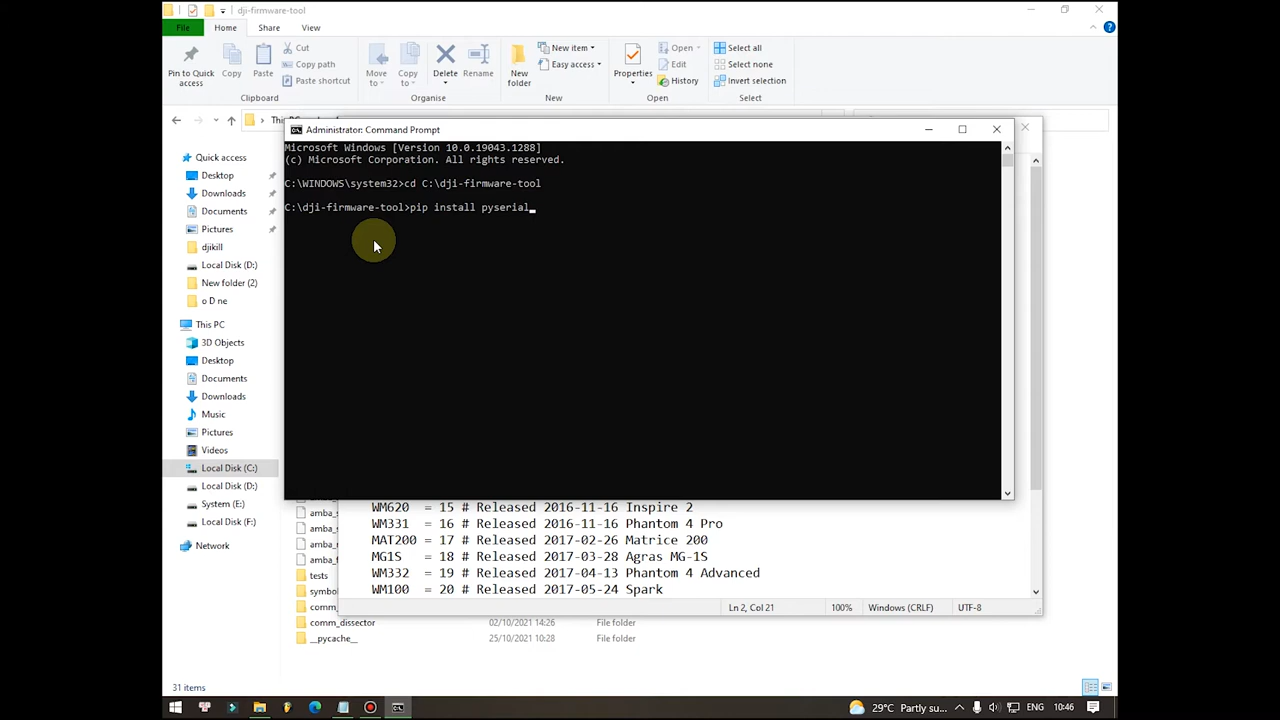 dji-firmware-tool
File
Home
Share
View
Pin to Quick access
Copy
Paste
Cut
Copy path
Paste shortcut
Move to
Copy to
Delete
Rename
New folder
New item
Easy access
Properties
Open
Edit
History
Select all
Select none
Invert selection
Clipboard
Organise
New
Open
Select
Administrator: Command Prompt
Microsoft Windows [Version 10.0.19043.1288]
(c) Microsoft Corporation. All rights reserved.
C:\WINDOWS\system32>cd C:\dji-firmware-tool
C:\dji-firmware-tool>pip install pyserial
Quick access
Desktop
Downloads
Documents
Pictures
djikill
Local Disk (D:)
New folder (2)
o D ne
This PC
3D Objects
Desktop
Documents
Downloads
Music
Pictures
Videos
Local Disk (C:)
Local Disk (D:)
System (E:)
Local Disk (F:)
Network
tests
comm_dissector 02/10/2021 14:26 File folder
__pycache__ 25/10/2021 10:28 File folder
WM620 = 15 # Released 2016-11-16 Inspire 2
WM331 = 16 # Released 2016-11-16 Phantom 4 Pro
MAT200 = 17 # Released 2017-02-26 Matrice 200
MG1S = 18 # Released 2017-03-28 Agras MG-1S
WM332 = 19 # Released 2017-04-13 Phantom 4 Advanced
WM100 = 20 # Released 2017-05-24 Spark
Ln 2, Col 21 100% Windows (CRLF) UTF-8
31 items
29°C Partly su... ENG 10:46